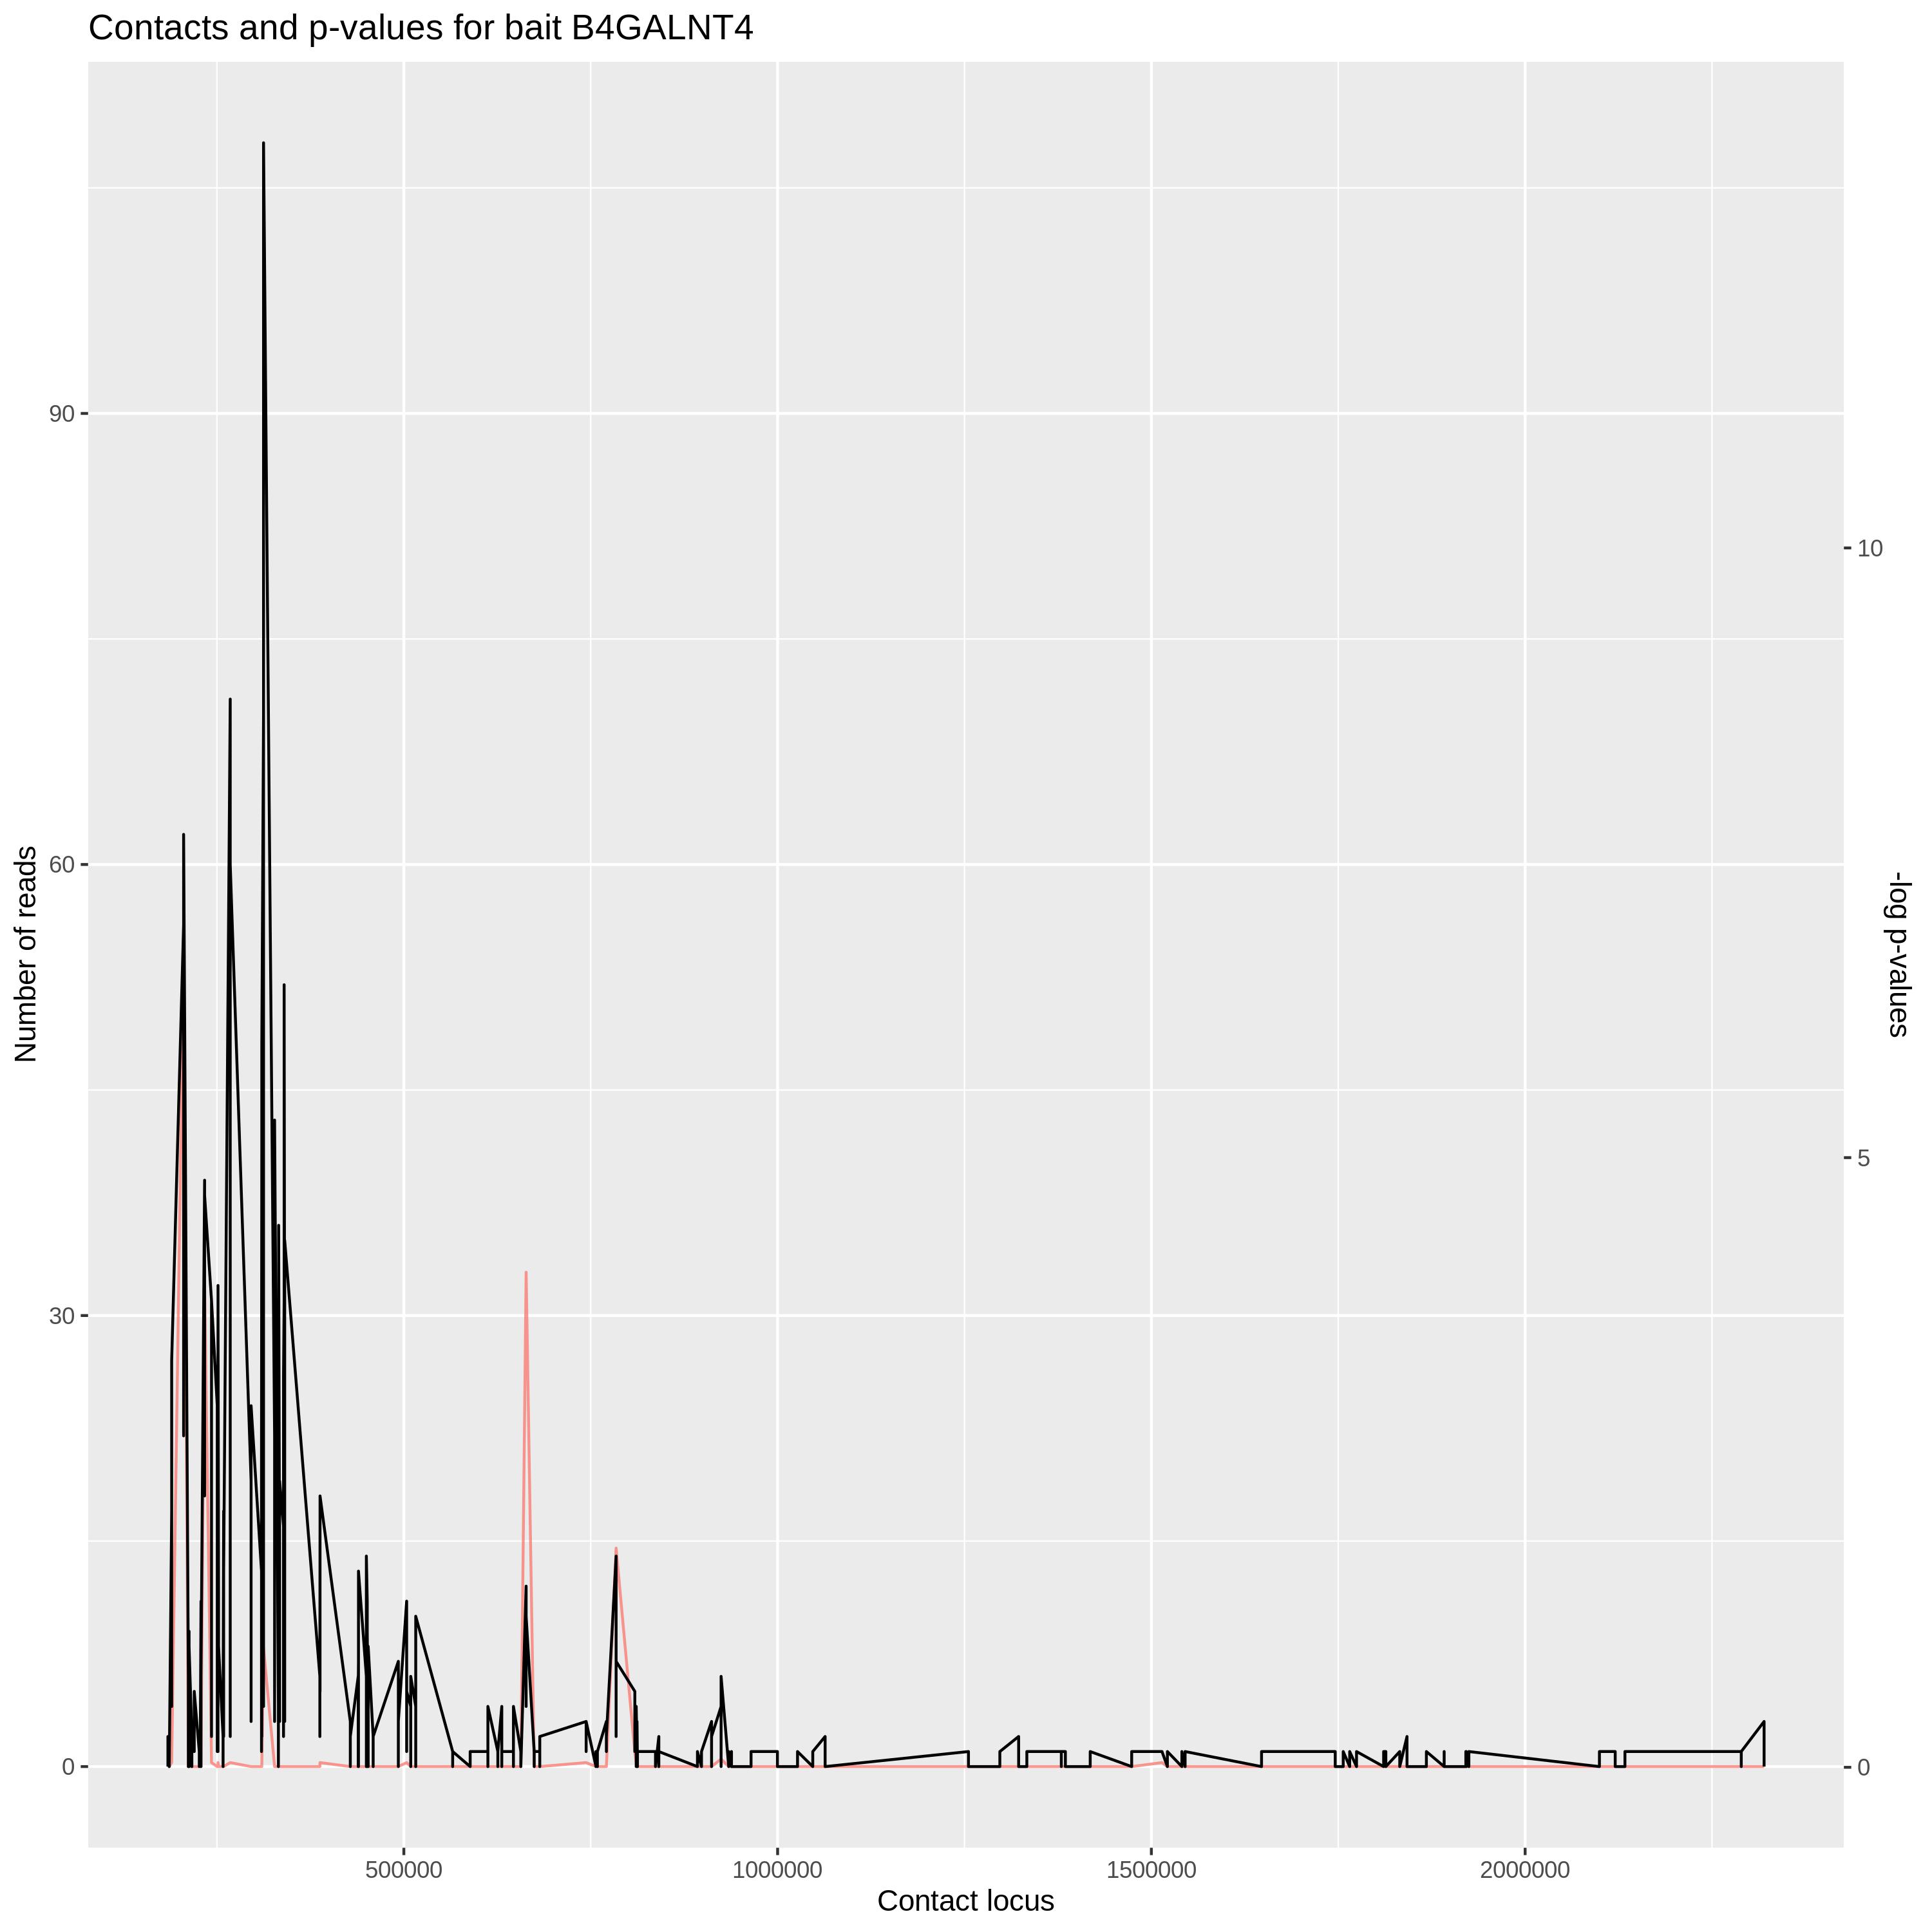 Contacts and p-values for bait B4GALNT4
Number of reads
90
60
30
0
10
5
0
-log p-values
500000
1000000
1500000
2000000
Contact locus